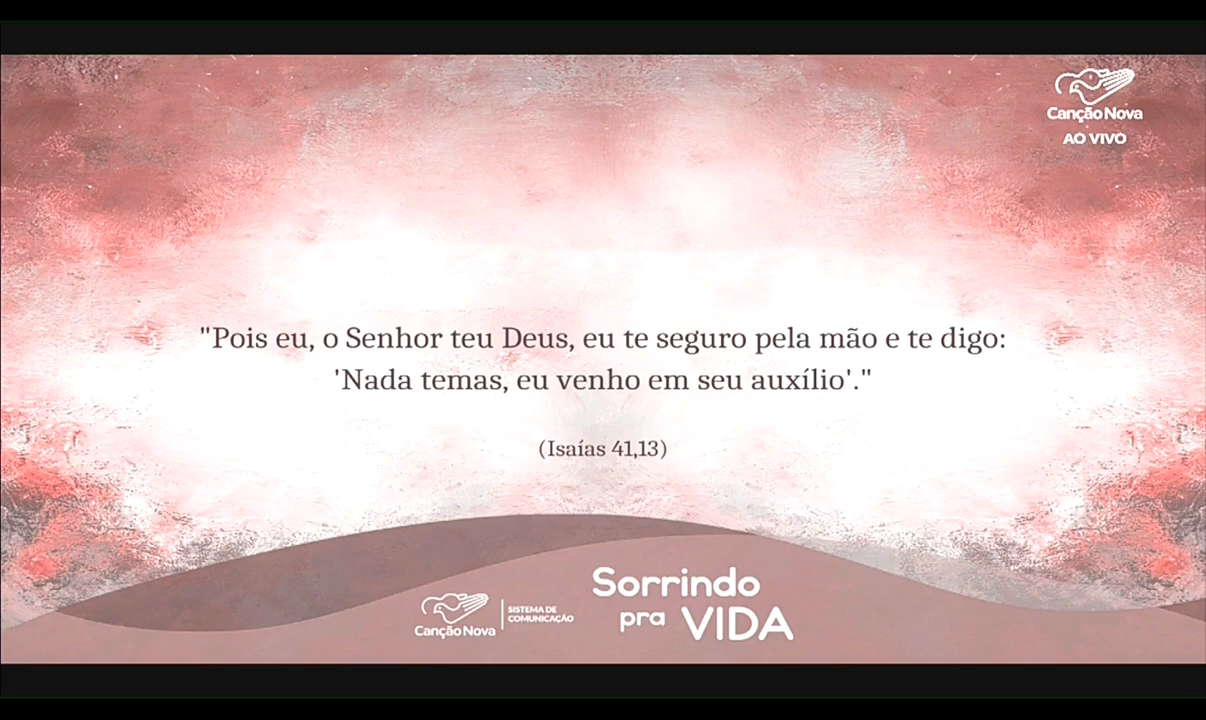 Canção Nova
AO VIVO
"Pois eu, o Senhor teu Deus, eu te seguro pela mão e te digo:
'Nada temas, eu venho em seu auxílio'."
(Isaías 41,13)
Sorrindo
pra VIDA
Canção Nova
SISTEMA DE
COMUNICAÇÃO